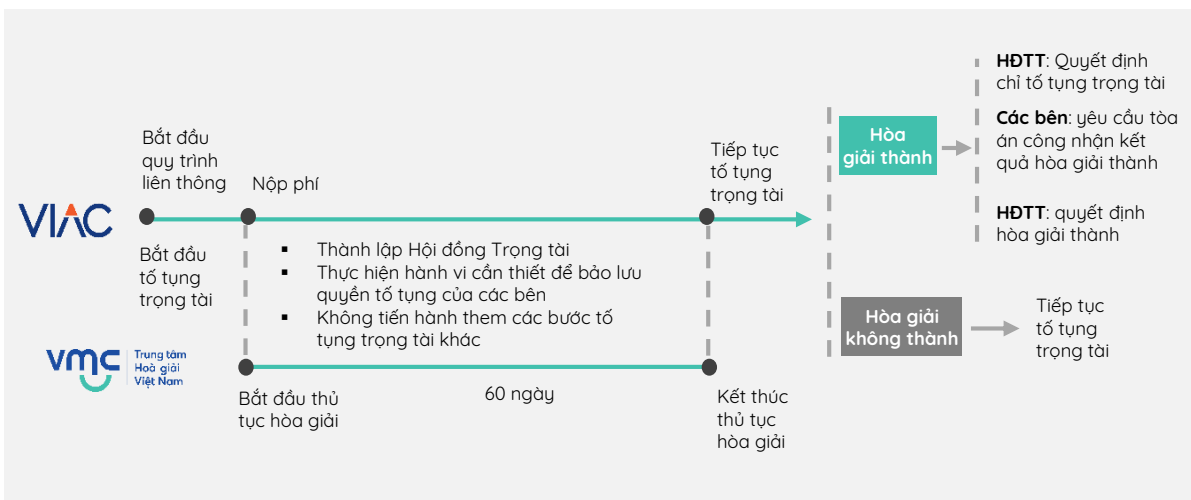 Bắt đầu
quy trình
liên thông
Nộp phí
Tiếp tục
tố tụng
trọng tài
VIAC
Bắt đầu
tố tụng
trọng tài
▪ Thành lập Hội đồng Trọng tài
▪ Thực hiện hành vi cần thiết để bảo lưu
quyền tố tụng của các bên
▪ Không tiến hành them các bước tố
tụng trọng tài khác
vmc
Trung tâm
Hoà giải
Việt Nam
Bắt đầu thủ
tục hòa giải
60 ngày
Kết thúc
thủ tục
hòa giải
Hòa
giải thành
HĐTT: Quyết định
chỉ tố tụng trọng tài
Các bên: yêu cầu tòa
án công nhận kết
quả hòa giải thành
HĐTT: quyết định
hòa giải thành
Hòa giải
không thành
Tiếp tục
tố tụng
trọng tài